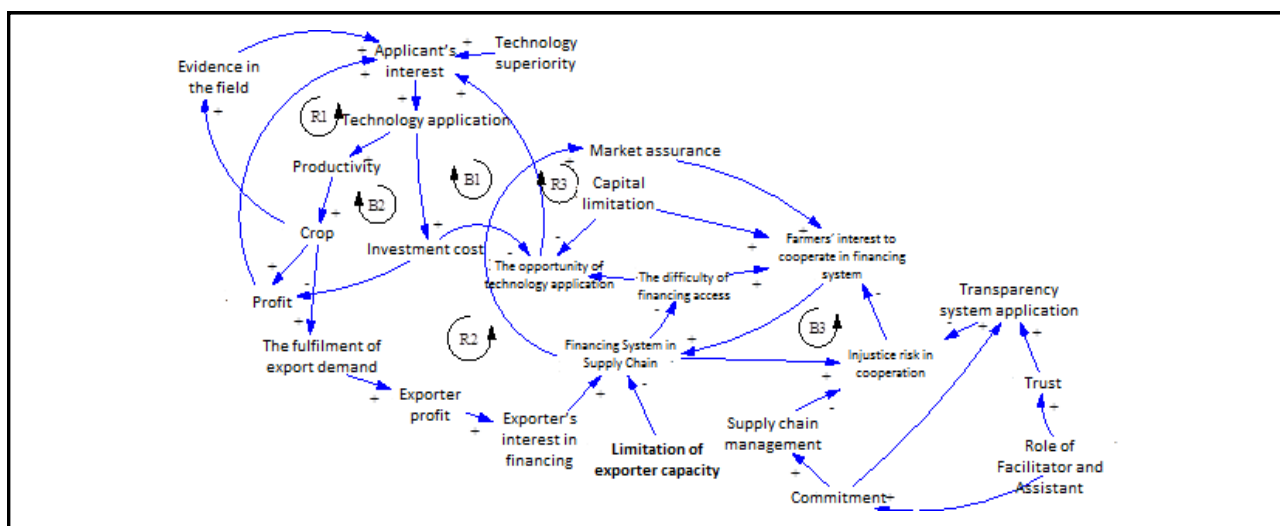 Evidence in
the field
Applicant's
interest
Technology
superiority
Technology application
R1
Productivity
B2
B1
R3
Market assurance
Capital
limitation
Crop
Investment cost
The opportunity of
technology application
The difficulty of
financing access
Farmers' interest to
cooperate in financing
system
Profit
Transparency
system application
The fulfilment of
export demand
R2
Financing System in
Supply Chain
B3
Injustice risk in
cooperation
Exporter
profit
Exporter's
interest in
financing
Limitation of
exporter capacity
Supply chain
management
Trust
Role of
Facilitator and
Assistant
Commitment